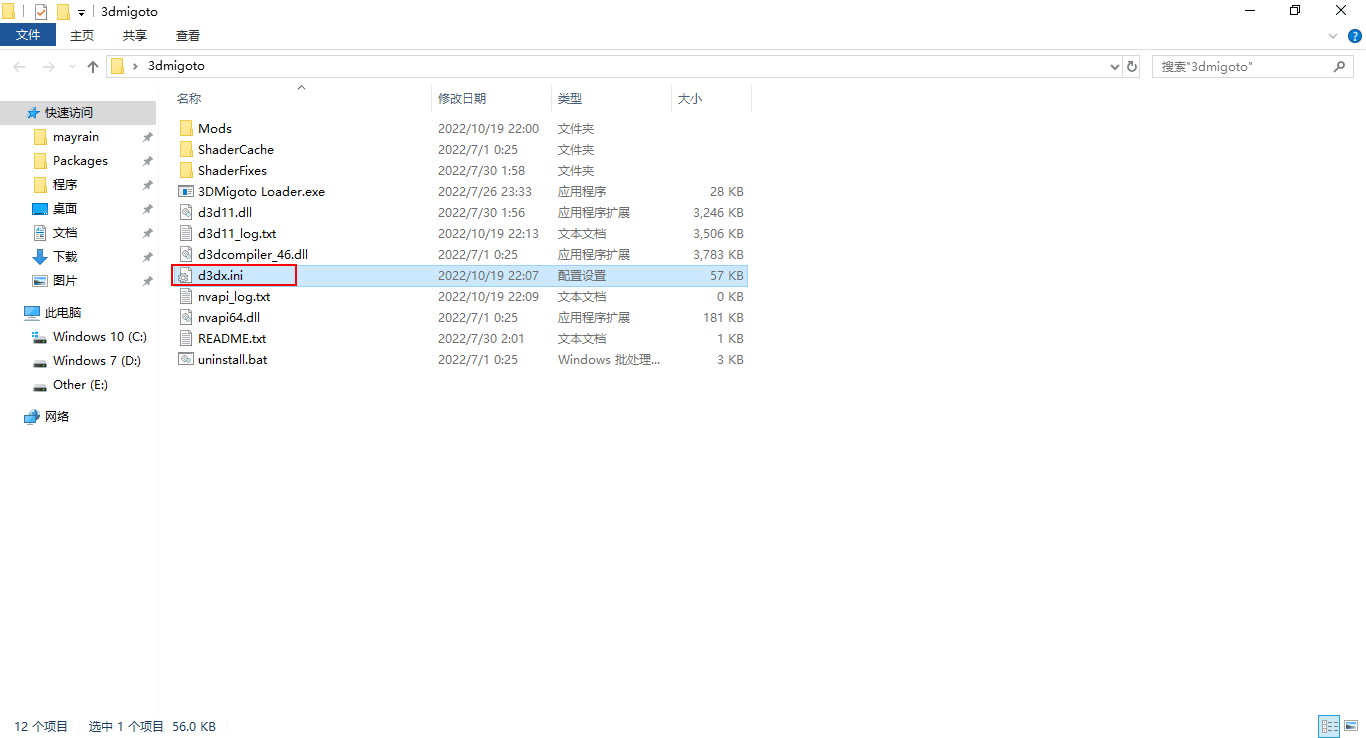 3dmigoto
文件 主页 共享 查看
3dmigoto 搜索"3dmigoto"
名称 修改日期 类型 大小
快速访问
mayrain
Packages
程序
桌面
文档
下载
图片
此电脑
Windows 10 (C:)
Windows 7 (D:)
Other (E:)
网络
Mods 2022/10/19 22:00 文件夹
ShaderCache 2022/7/1 0:25 文件夹
ShaderFixes 2022/7/30 1:58 文件夹
3DMigoto Loader.exe 2022/7/26 23:33 应用程序 28 KB
d3d11.dll 2022/7/30 1:56 应用程序扩展 3,246 KB
d3d11_log.txt 2022/10/19 22:13 文本文档 3,506 KB
d3dcompiler_46.dll 2022/7/1 0:25 应用程序扩展 3,783 KB
d3dx.ini 2022/10/19 22:07 配置设置 57 KB
nvapi_log.txt 2022/10/19 22:09 文本文档 0 KB
nvapi64.dll 2022/7/1 0:25 应用程序扩展 181 KB
README.txt 2022/7/30 2:01 文本文档 1 KB
uninstall.bat 2022/7/1 0:25 Windows 批处理... 3 KB
12 个项目 选中 1 个项目 56.0 KB